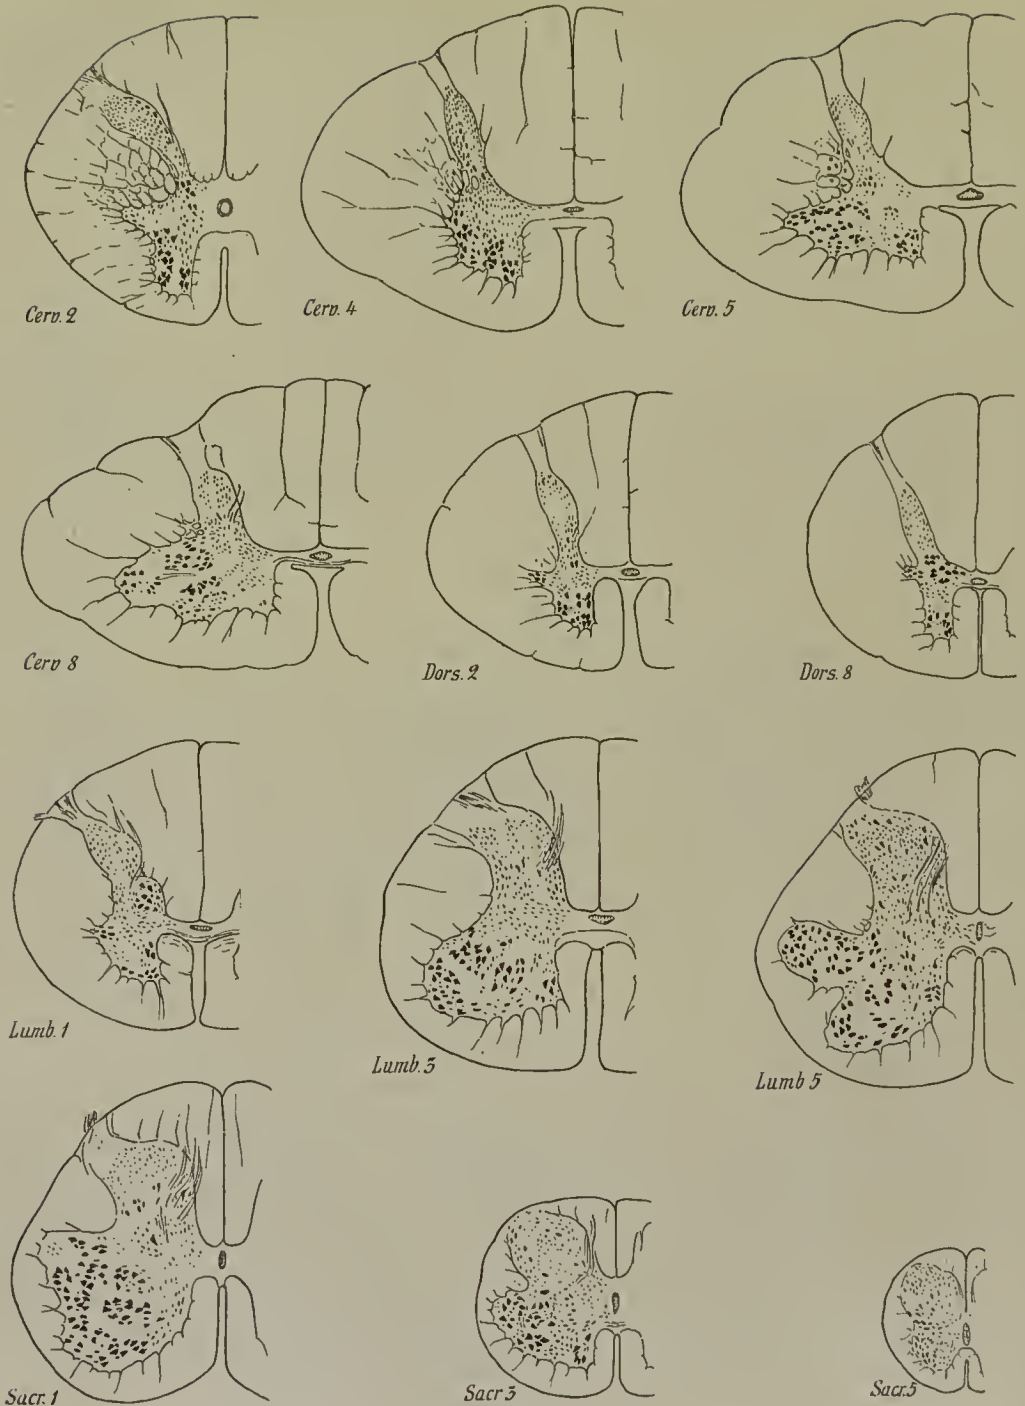 Cerv. 2
Cerv. 4
Cerv. 5
Cerv 8
Dors. 2
Dors. 8
Lumb. 1
Lumb. 3
Lumb 5
Sacr. 1
Sacr 3
Sacr. 5